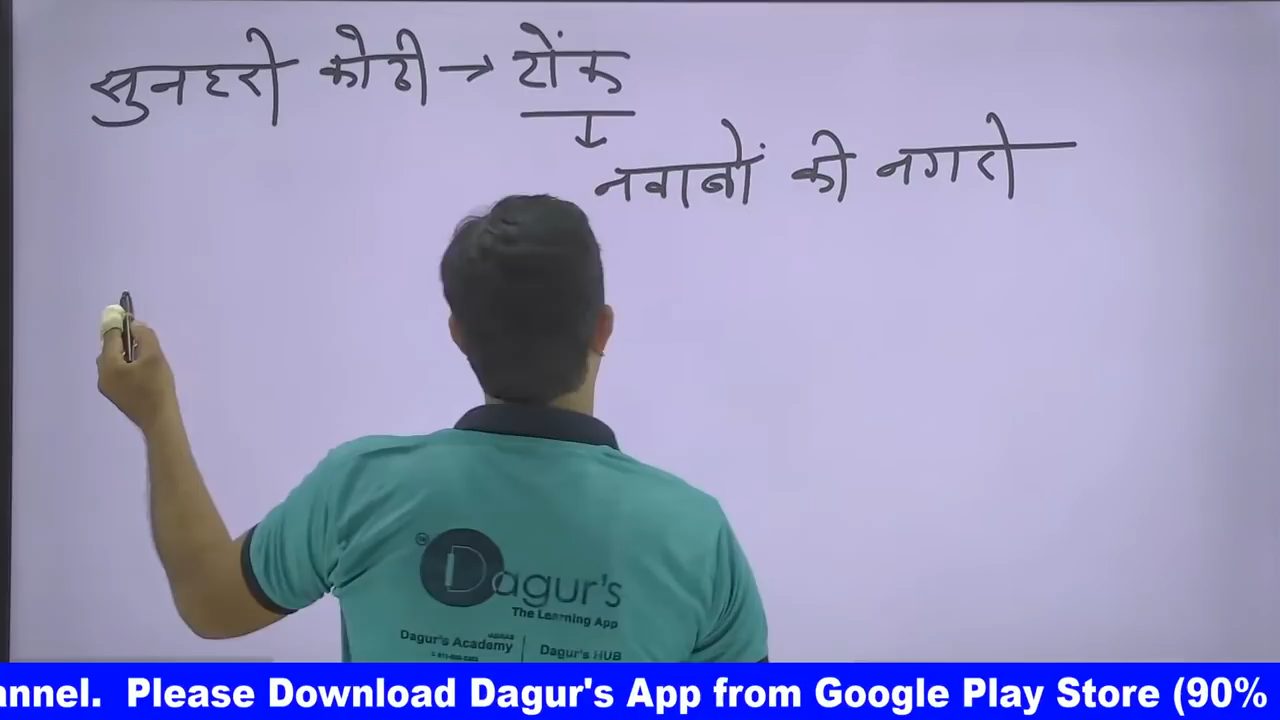 सुनहरी कोठी → टोंक
↓
नवाबों की नगरी
Dagur's
The Learning App
Dagur's Academy
Dagur's HUB
annel. Please Download Dagur's App from Google Play Store (90%